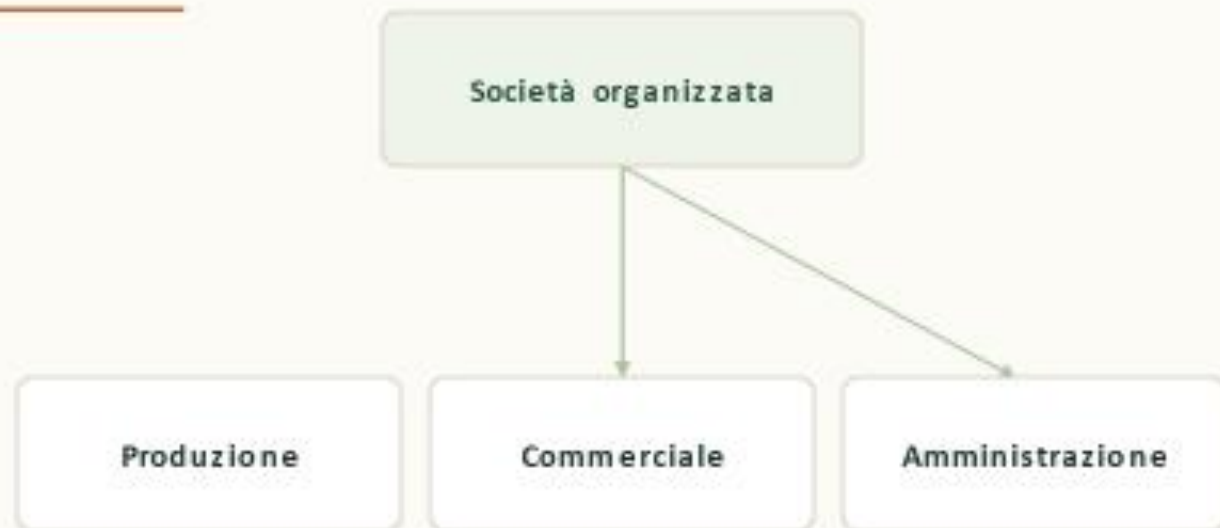 Società organizzata
Produzione
Commerciale
Amministrazione